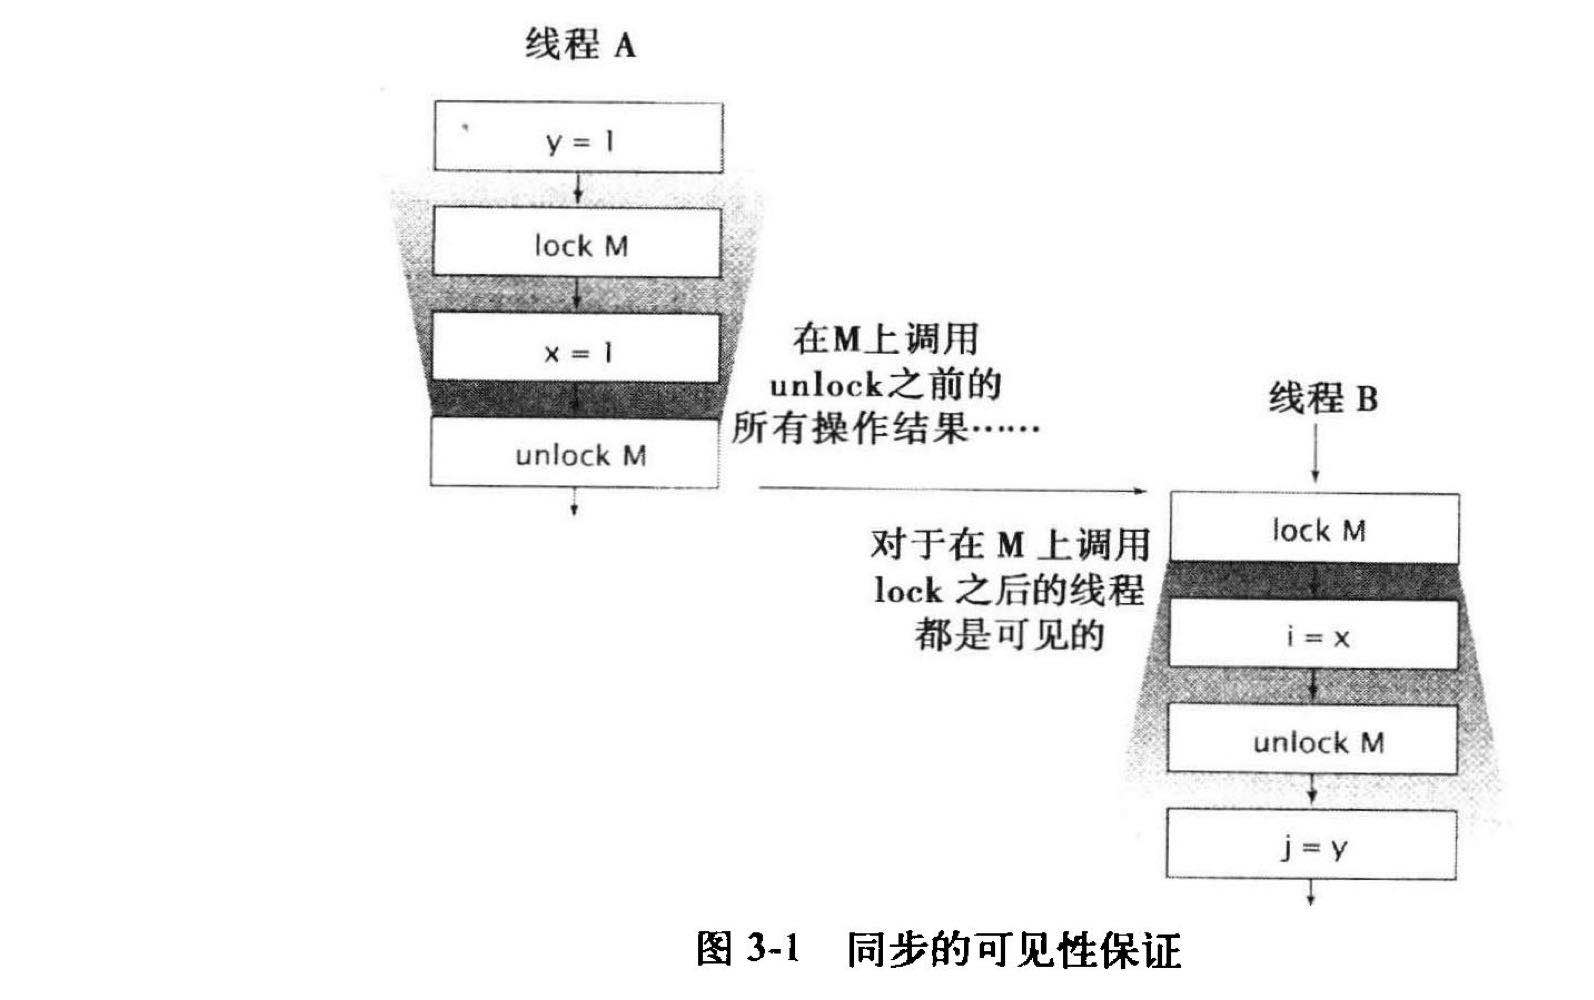 线程 A
y = 1
lock M
x = 1
unlock M
在M上调用
unlock之前的
所有操作结果……
线程 B
对于在 M 上调用
lock 之后的线程
都是可见的
lock M
i = x
unlock M
j = y
图 3-1 同步的可见性保证